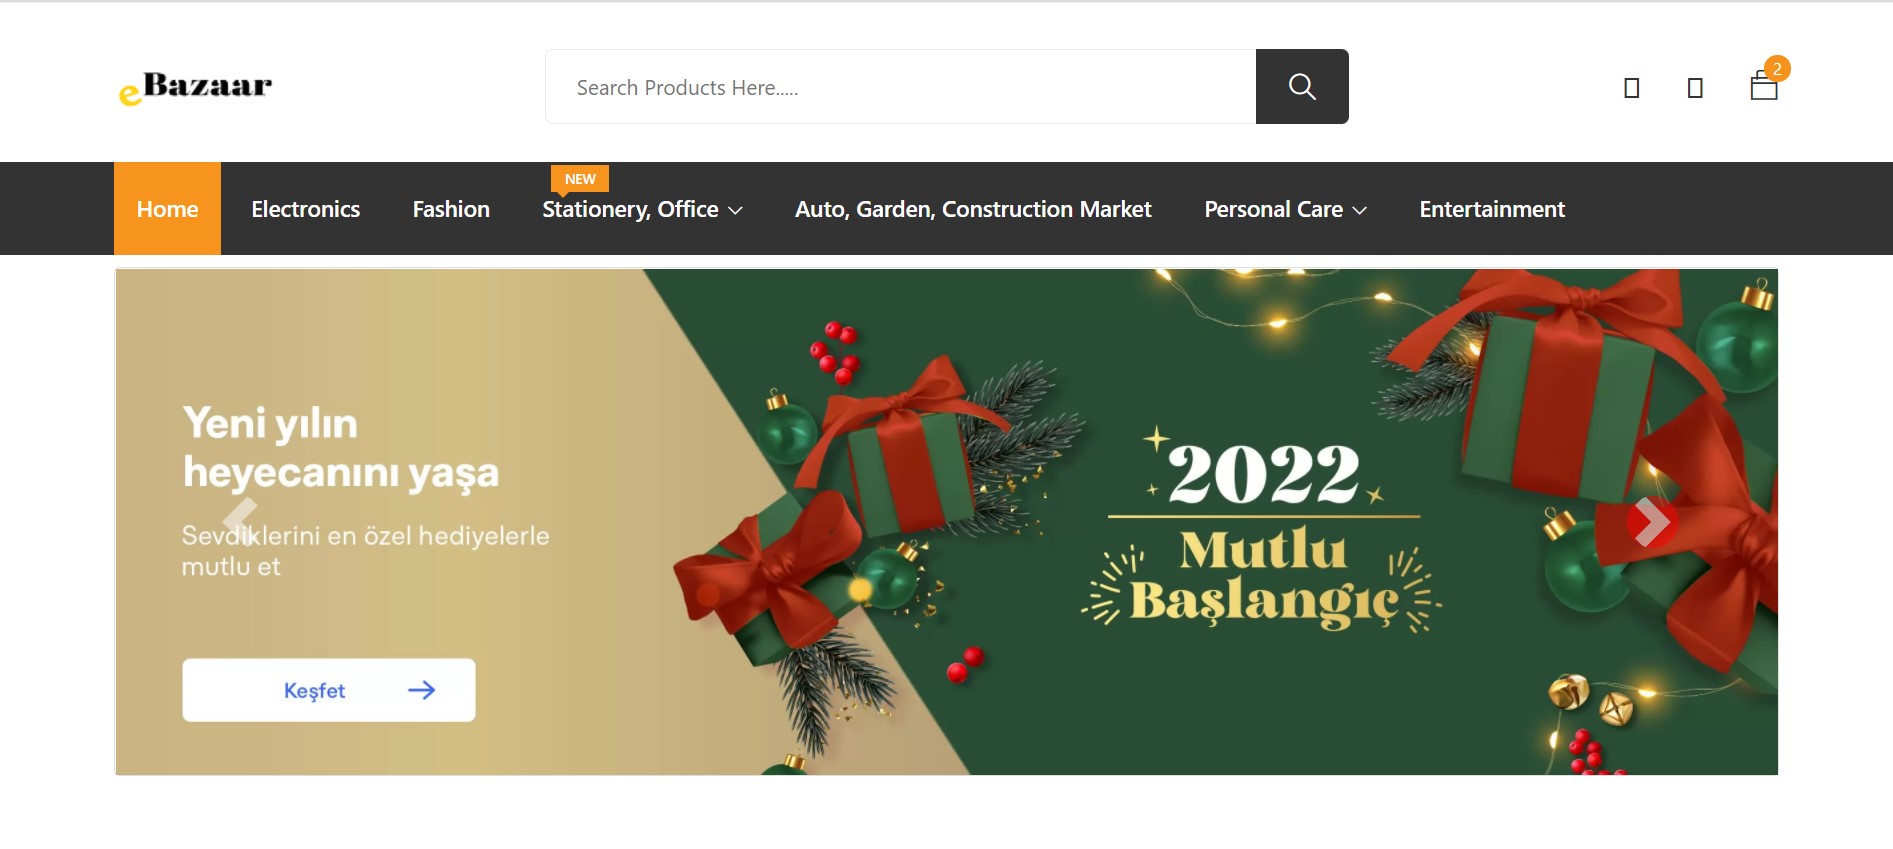 eBazaar
Search Products Here.....
2
Home
Electronics
Fashion
NEW
Stationery, Office
Auto, Garden, Construction Market
Personal Care
Entertainment
Yeni yılın
heyecanını yaşa
Sevdiklerini en özel hediyelerle
mutlu et
Keşfet
2022
Mutlu
Başlangıç